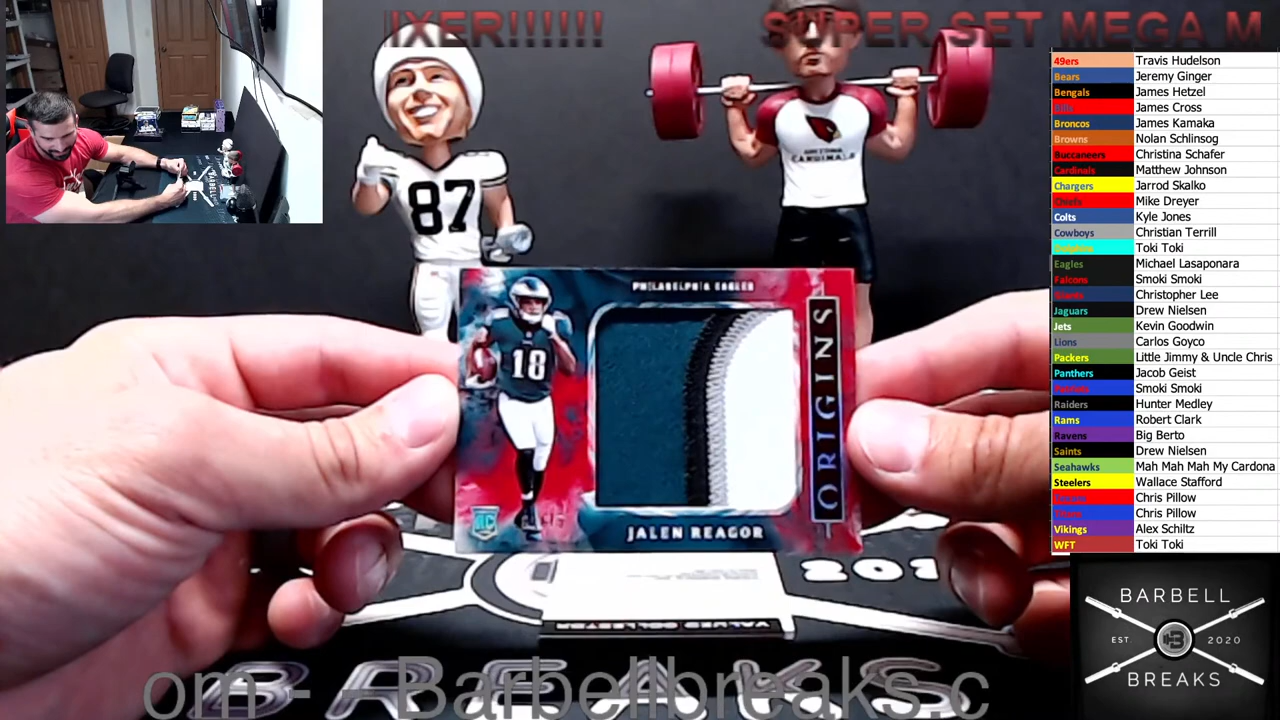 IXER!!!!!! SUPER SET MEGA M
49ers Travis Hudelson
Bears Jeremy Ginger
Bengals James Hetzel
Bills James Cross
Broncos James Kamaka
Browns Nolan Schlinsog
Buccaneers Christina Schafer
Cardinals Matthew Johnson
Chargers Jarrod Skalko
Chiefs Mike Dreyer
Colts Kyle Jones
Cowboys Christian Terrill
Dolphins Toki Toki
Eagles Michael Lasaponara
Falcons Smoki Smoki
Giants Christopher Lee
Jaguars Drew Nielsen
Jets Kevin Goodwin
Lions Carlos Goyco
Packers Little Jimmy & Uncle Chris
Panthers Jacob Geist
Patriots Smoki Smoki
Raiders Hunter Medley
Rams Robert Clark
Ravens Big Berto
Saints Drew Nielsen
Seahawks Mah Mah Mah My Cardona
Steelers Wallace Stafford
Texans Chris Pillow
Titans Chris Pillow
Vikings Alex Schiltz
WFT Toki Toki
87
CARDINALS
PHILADELPHIA EAGLES
18
ORIGINS
RC
JALEN REAGOR
201
VALUED COLLECTOR
BREAKS
om - - Barbellbreaks.c
BARBELL
EST. 2020
BREAKS
BARBELL